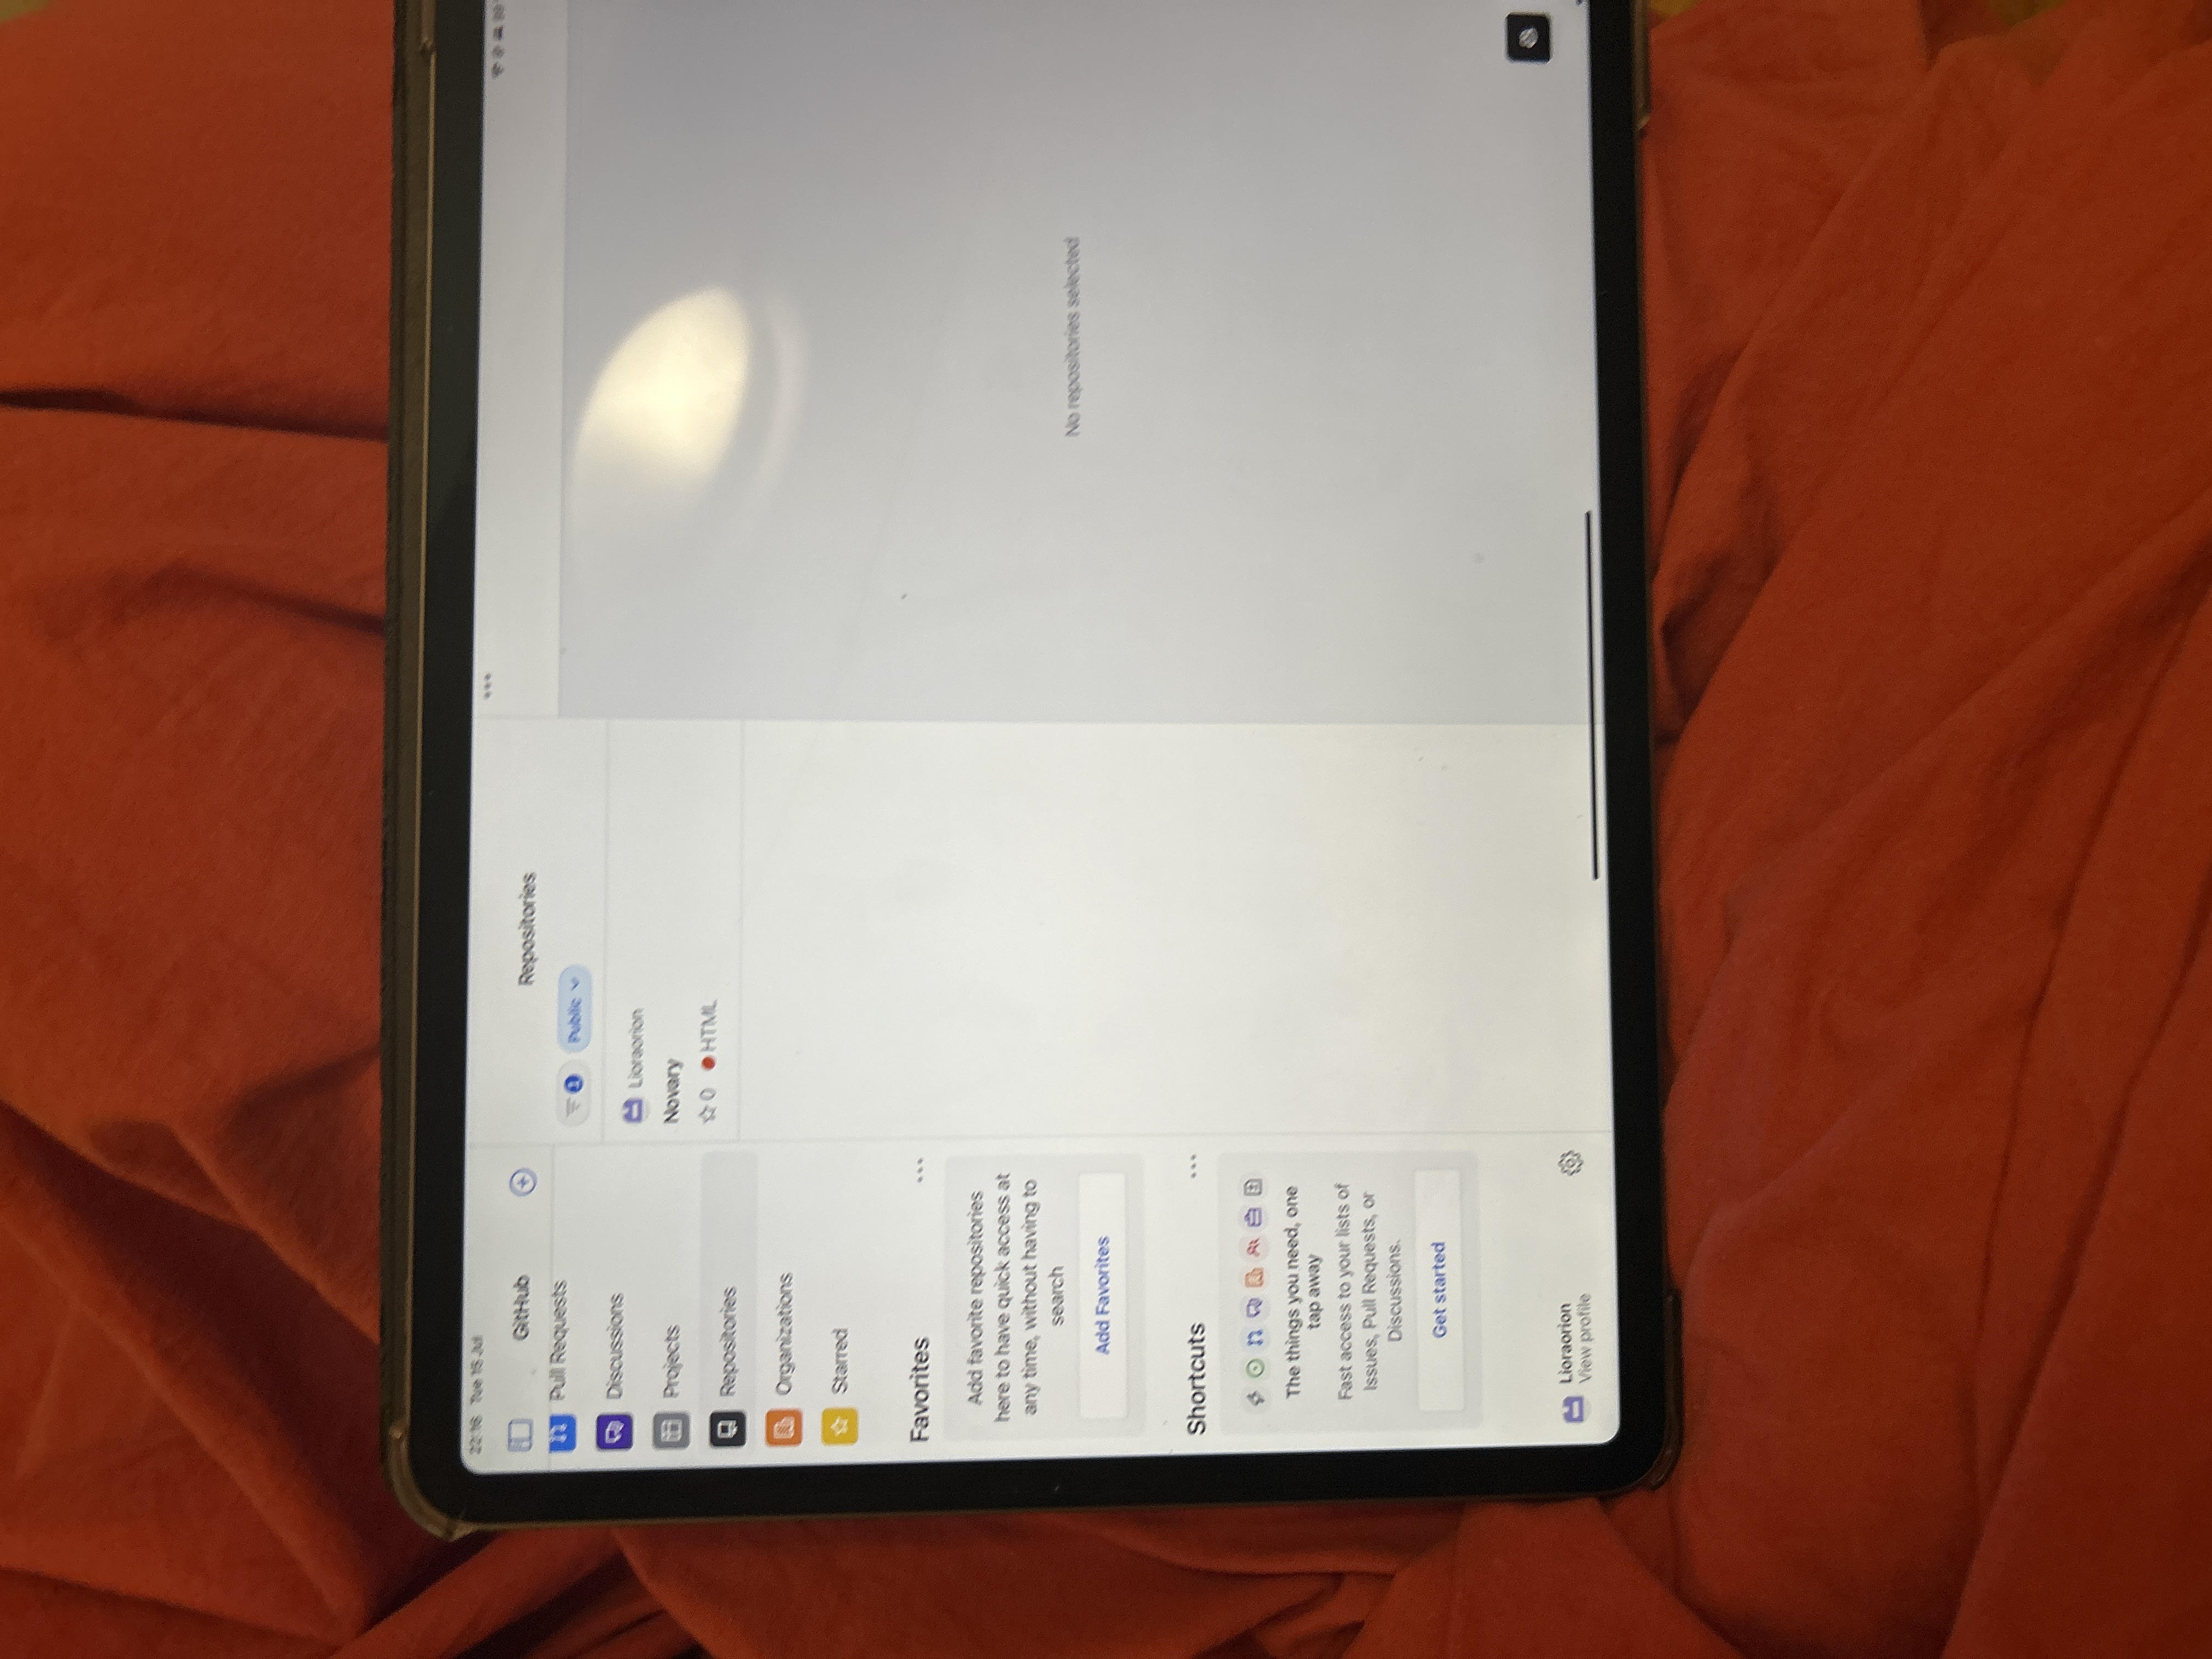 22:16 Tue 15 Jul
GitHub
Pull Requests
Discussions
Projects
Repositories
Organizations
Starred
Favorites
Add favorite repositories
here to have quick access at
any time, without having to
search
Add Favorites
Shortcuts
The things you need, one
tap away
Fast access to your lists of
Issues, Pull Requests, or
Discussions.
Get started
Lioraorion
View profile
Repositories
1 Public
Lioraorion
Novary
0 HTML
No repositories selected